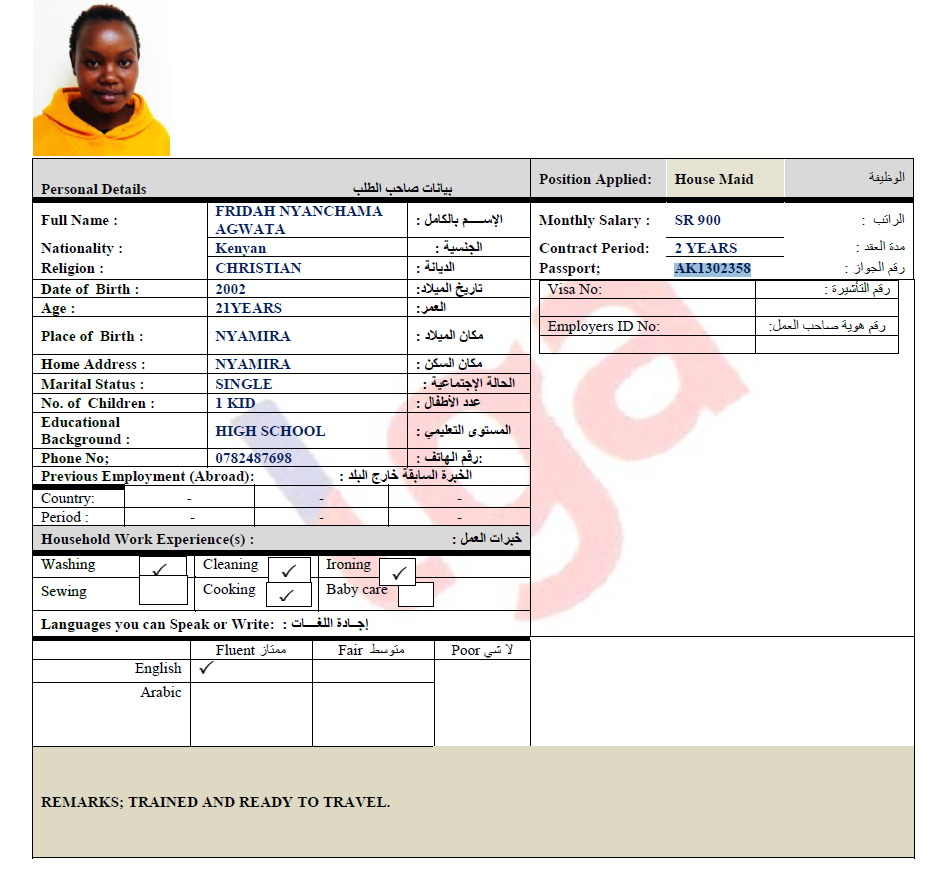 Personal Details بيانات صاحب الطلب
Position Applied: House Maid الوظيفة
Full Name : FRIDAH NYANCHAMA AGWATA الإســـم بالكامل :
Monthly Salary : SR 900 الراتب :
Nationality : Kenyan الجنسية :
Contract Period: 2 YEARS مدة العقد :
Religion : CHRISTIAN الديانة :
Passport; AK1302358 رقم الجواز :
Date of Birth : 2002 تاريخ الميلاد:
Visa No: رقم التأشيرة :
Age : 21YEARS العمر:
Employers ID No: رقم هوية صاحب العمل:
Place of Birth : NYAMIRA مكان الميلاد :
Home Address : NYAMIRA مكان السكن :
Marital Status : SINGLE الحالة الإجتماعية :
No. of Children : 1 KID عدد الأطفال :
Educational Background : HIGH SCHOOL المستوى التعليمي :
Phone No; 0782487698 رقم الهاتف :
Previous Employment (Abroad): الخبرة السابقة خارج البلد :
Country: - - -
Period : - - -
Household Work Experience(s) : خبرات العمل :
Washing ✓ Cleaning ✓ Ironing ✓
Sewing Cooking ✓ Baby care
Languages you can Speak or Write: إجــادة اللغــــات :
Fluent ممتاز Fair متوسط Poor لا شي
English ✓
Arabic
REMARKS; TRAINED AND READY TO TRAVEL.
lga